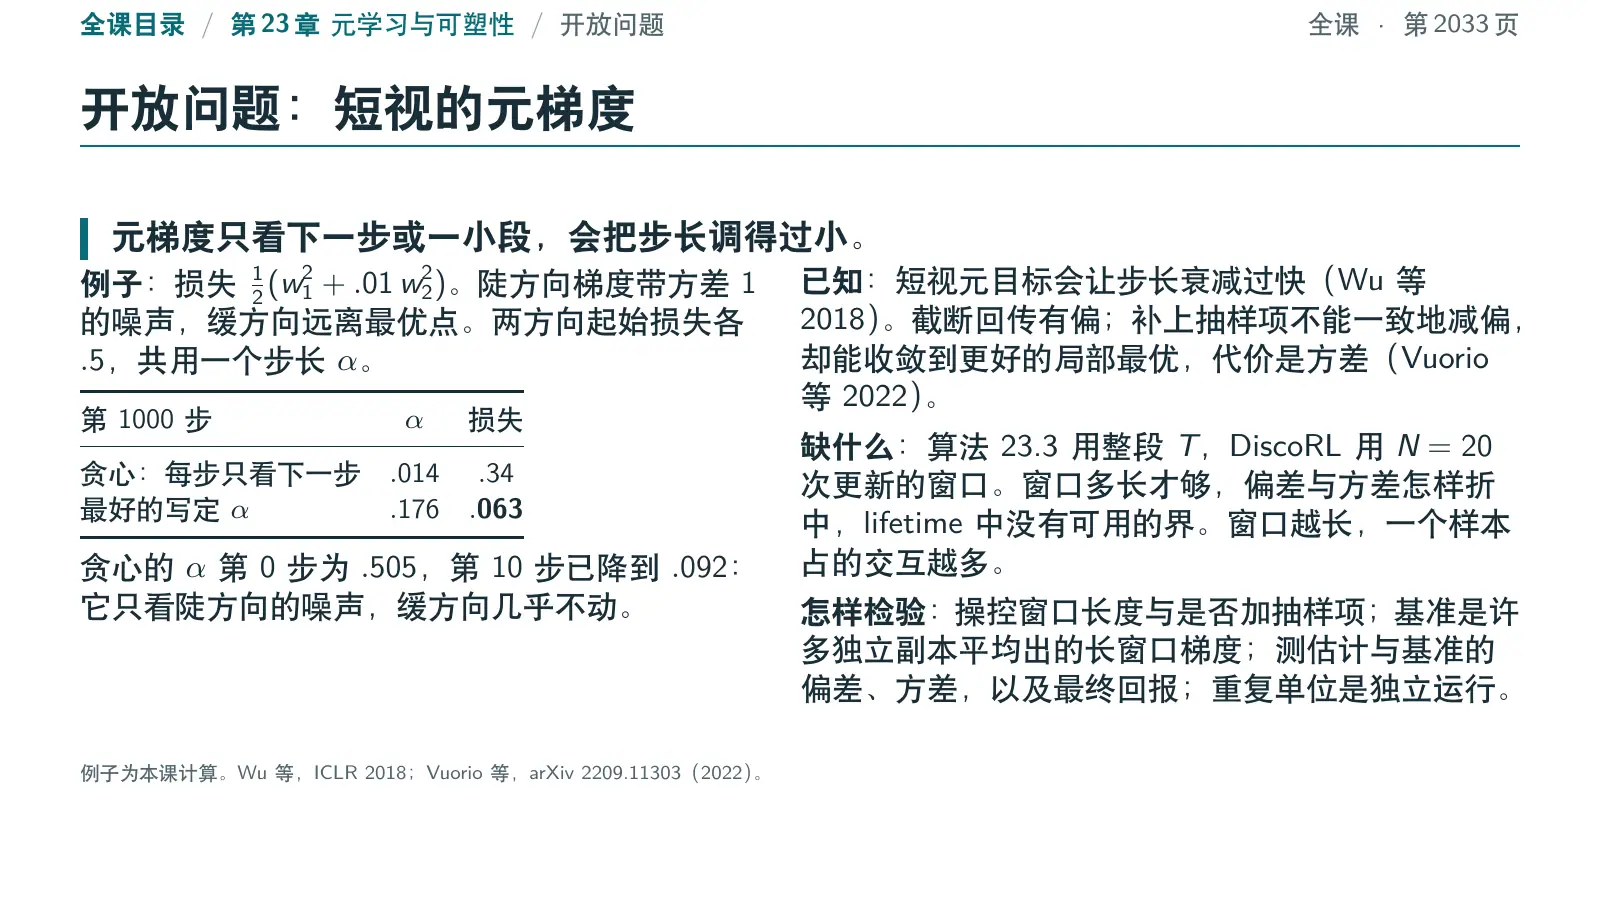 全课目录 / 第 23 章 元学习与可塑性 / 开放问题
全课 · 第 2033 页
开放问题：短视的元梯度
元梯度只看下一步或一小段，会把步长调得过小。
例子：损失 ½(w₁² + .01 w₂²)。陡方向梯度带方差 1
的噪声，缓方向远离最优点。两方向起始损失各
.5，共用一个步长 α。
第 1000 步 α 损失
贪心：每步只看下一步 .014 .34
最好的写定 α .176 .063
贪心的 α 第 0 步为 .505，第 10 步已降到 .092：
它只看陡方向的噪声，缓方向几乎不动。
已知：短视元目标会让步长衰减过快（Wu 等
2018）。截断回传有偏；补上抽样项不能一致地减偏，
却能收敛到更好的局部最优，代价是方差（Vuorio
等 2022）。
缺什么：算法 23.3 用整段 T，DiscoRL 用 N = 20
次更新的窗口。窗口多长才够，偏差与方差怎样折
中，lifetime 中没有可用的界。窗口越长，一个样本
占的交互越多。
怎样检验：操控窗口长度与是否加抽样项；基准是许
多独立副本平均出的长窗口梯度；测估计与基准的
偏差、方差，以及最终回报；重复单位是独立运行。
例子为本课计算。Wu 等，ICLR 2018；Vuorio 等，arXiv 2209.11303（2022）。